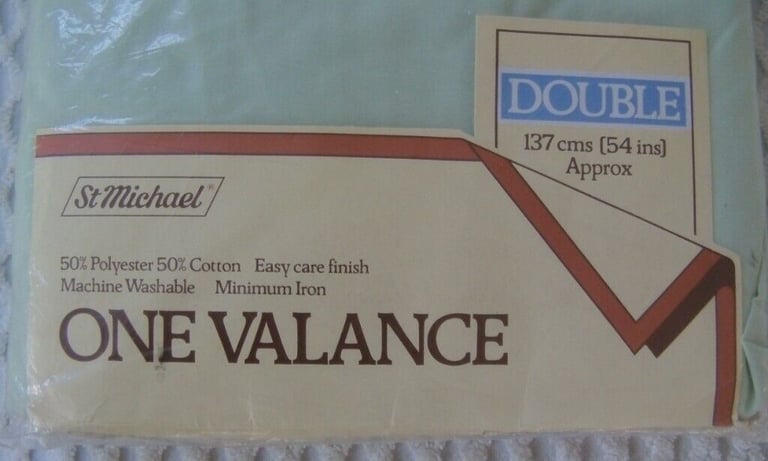 DOUBLE
137 cms (54 ins)
Approx
St Michael®
50% Polyester 50% Cotton Easy care finish
Machine Washable Minimum Iron
ONE VALANCE